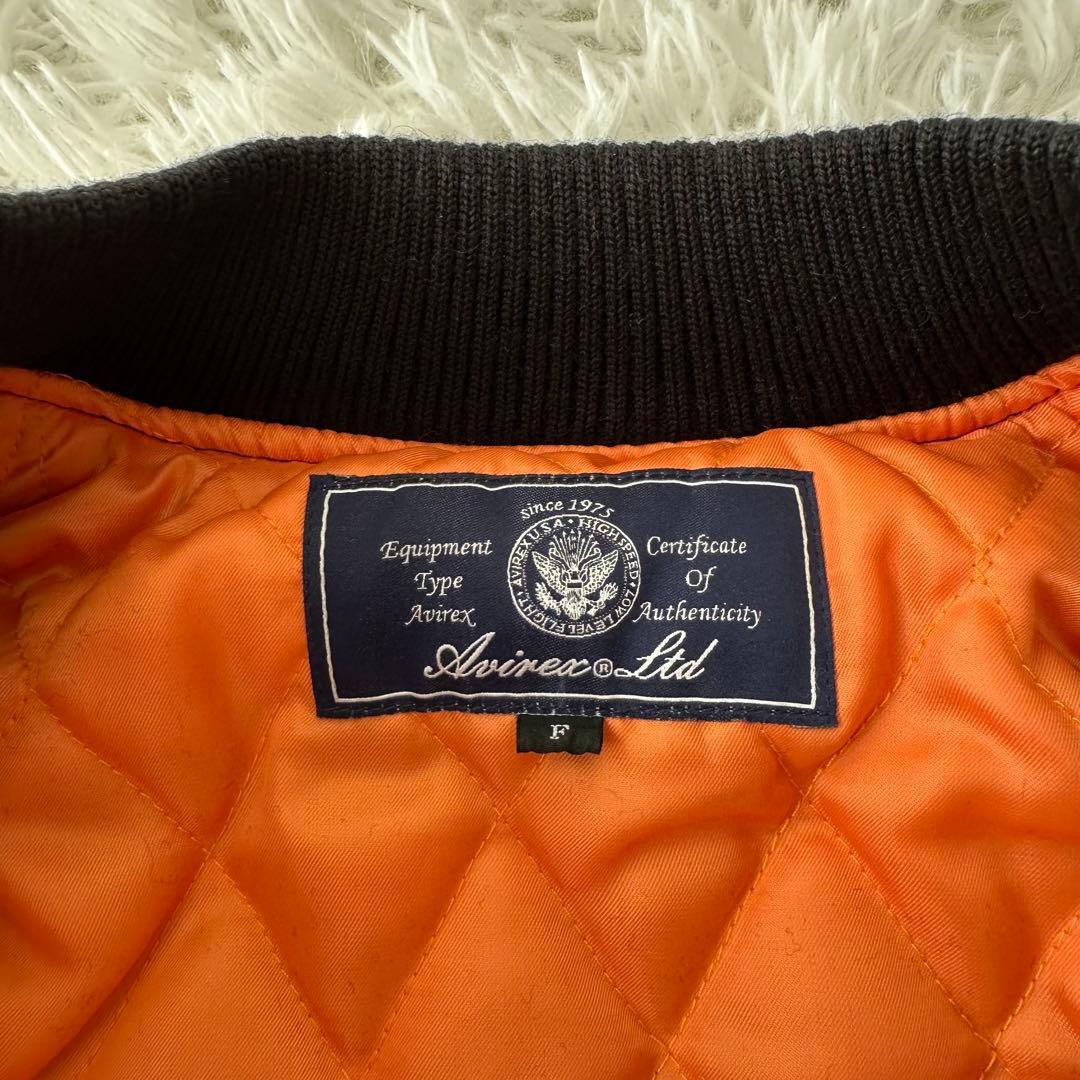 since 1975
AVIREX U.S.A. • HIGH SPEED • LOW LEVEL FLIGHT •
Equipment
Type
Avirex
Certificate
Of
Authenticity
Avirex® Ltd
F